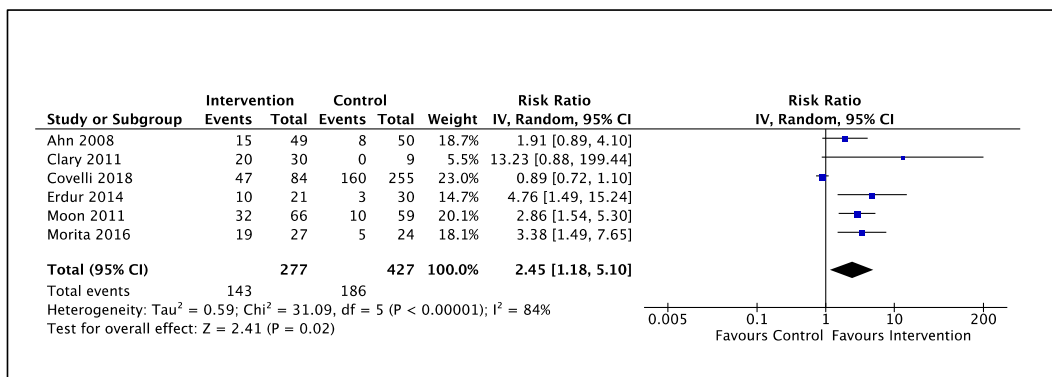 Intervention Control Risk Ratio Risk Ratio
Study or Subgroup Events Total Events Total Weight IV, Random, 95% CI IV, Random, 95% CI
Ahn 2008 15 49 8 50 18.7% 1.91 [0.89, 4.10]
Clary 2011 20 30 0 9 5.5% 13.23 [0.88, 199.44]
Covelli 2018 47 84 160 255 23.0% 0.89 [0.72, 1.10]
Erdur 2014 10 21 3 30 14.7% 4.76 [1.49, 15.24]
Moon 2011 32 66 10 59 20.1% 2.86 [1.54, 5.30]
Morita 2016 19 27 5 24 18.1% 3.38 [1.49, 7.65]
Total (95% CI) 277 427 100.0% 2.45 [1.18, 5.10]
Total events 143 186
Heterogeneity: Tau² = 0.59; Chi² = 31.09, df = 5 (P < 0.00001); I² = 84%
Test for overall effect: Z = 2.41 (P = 0.02)
0.005 0.1 1 10 200
Favours Control Favours Intervention